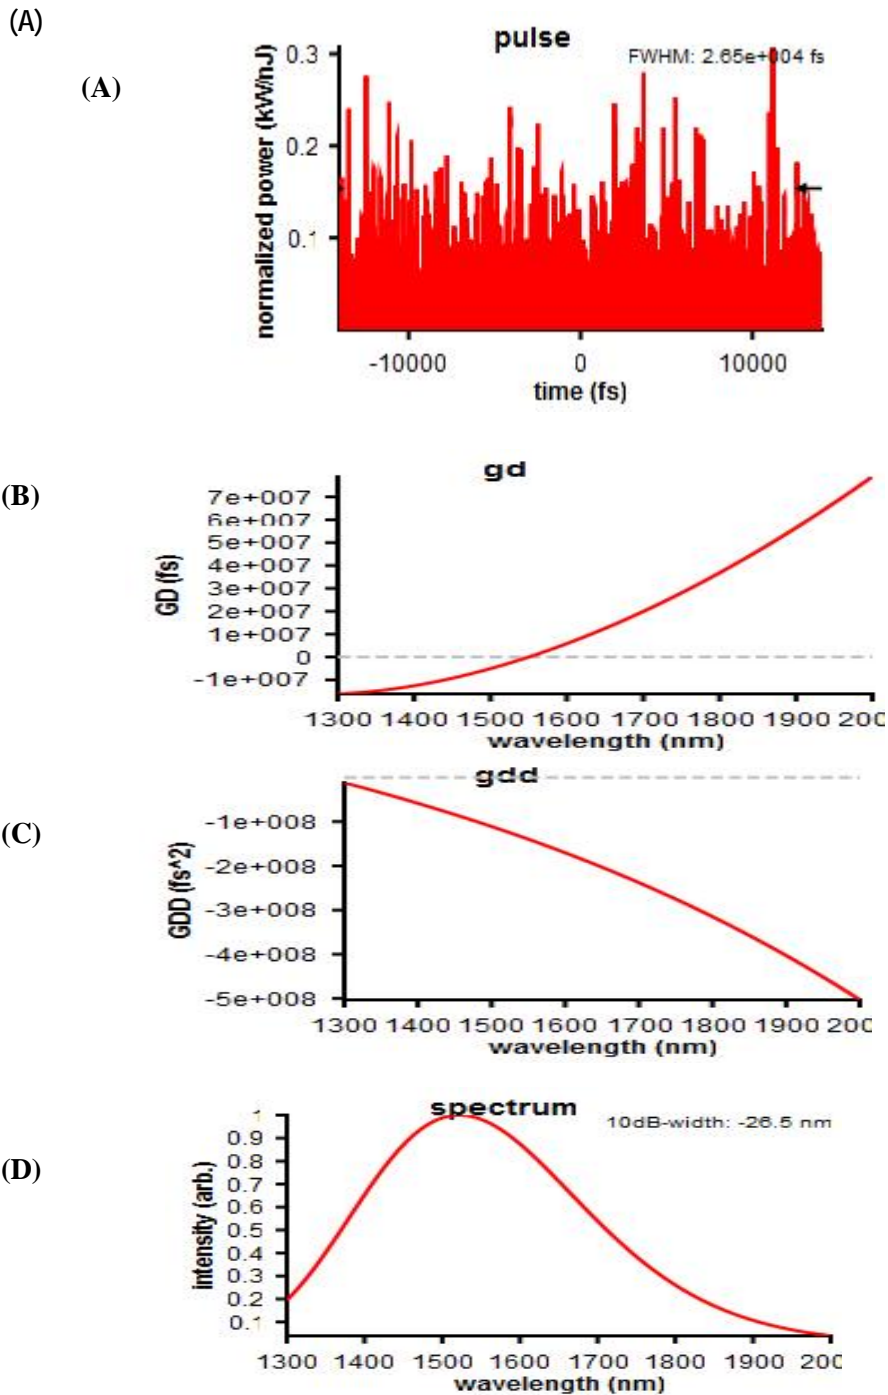 (A)
pulse
(A)
FWHM: 2.65e+004 fs
normalized power (kW/nJ)
0.3
0.2
0.1
-10000 0 10000
time (fs)
(B)
gd
GD (fs)
7e+007
6e+007
5e+007
4e+007
3e+007
2e+007
1e+007
0
-1e+007
1300 1400 1500 1600 1700 1800 1900 200
wavelength (nm)
(C)
gdd
GDD (fs^2)
-1e+008
-2e+008
-3e+008
-4e+008
-5e+008
1300 1400 1500 1600 1700 1800 1900 200
wavelength (nm)
(D)
spectrum
10dB-width: -26.5 nm
intensity (arb.)
1
0.9
0.8
0.7
0.6
0.5
0.4
0.3
0.2
0.1
1300 1400 1500 1600 1700 1800 1900 200
wavelength (nm)